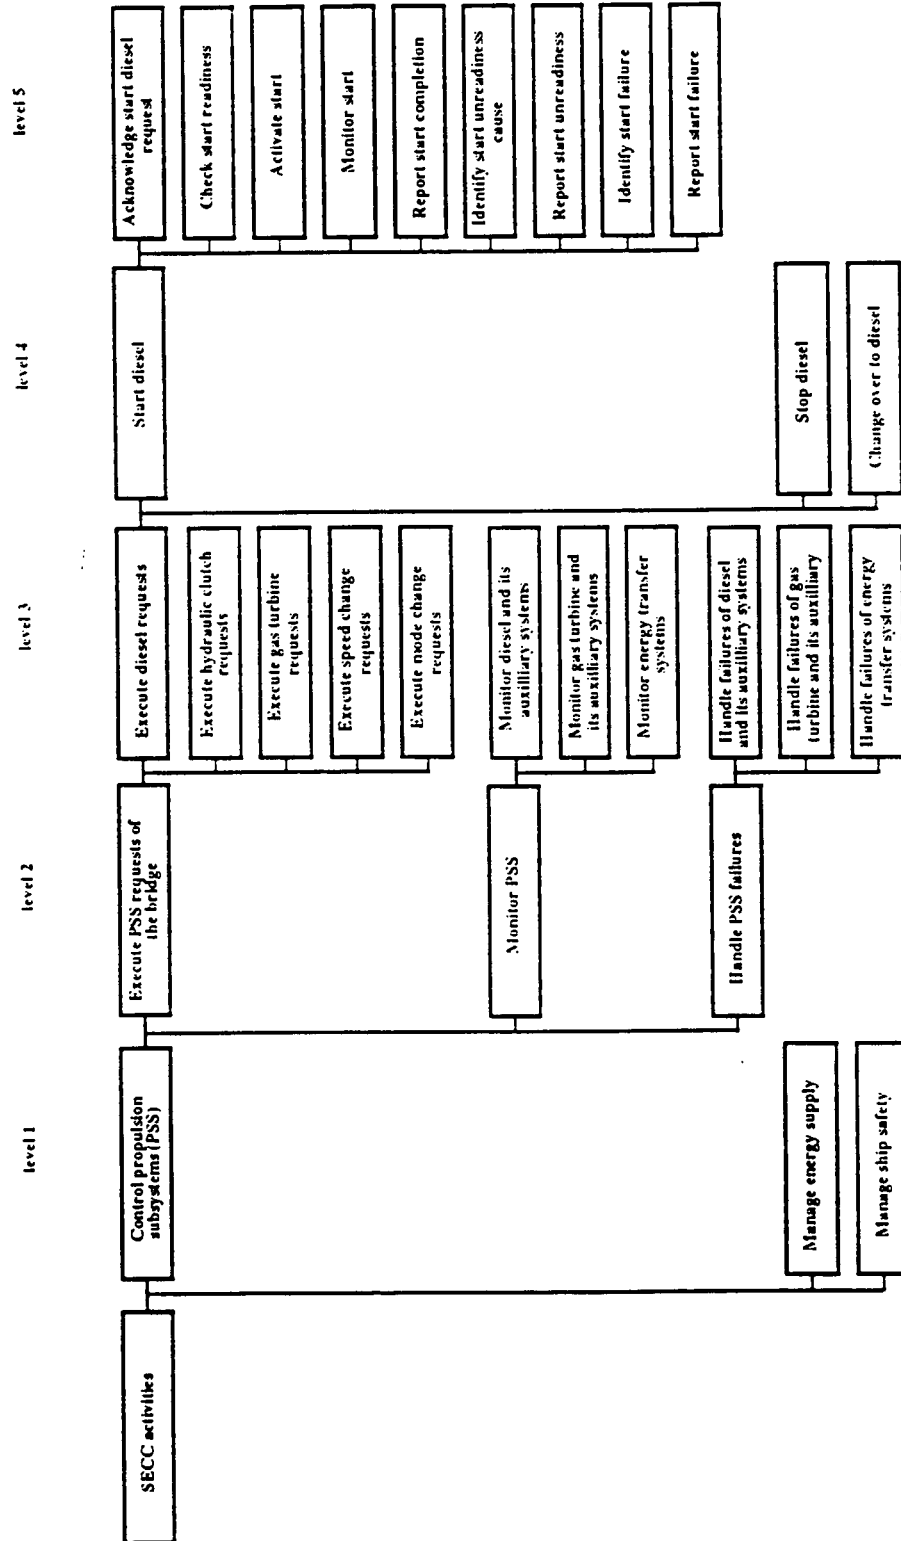 level 1
level 2
level 3
level 4
level 5
SECC activities
Control propulsion
subsystems (PSS)
Manage energy supply
Manage ship safety
Execute PSS requests of
the bridge
Monitor PSS
Handle PSS failures
Execute diesel requests
Execute hydraulic clutch
requests
Execute gas turbine
requests
Execute speed change
requests
Execute mode change
requests
Monitor diesel and its
auxilliary systems
Monitor gas turbine and
its auxilliary systems
Monitor energy transfer
systems
Handle failures of diesel
and its auxilliary systems
Handle failures of gas
turbine and its auxilliary
Handle failures of energy
transfer systems
Start diesel
Stop diesel
Change over to diesel
Acknowledge start diesel
request
Check start readiness
Activate start
Monitor start
Report start completion
Identify start unreadiness
cause
Report start unreadiness
Identify start failure
Report start failure